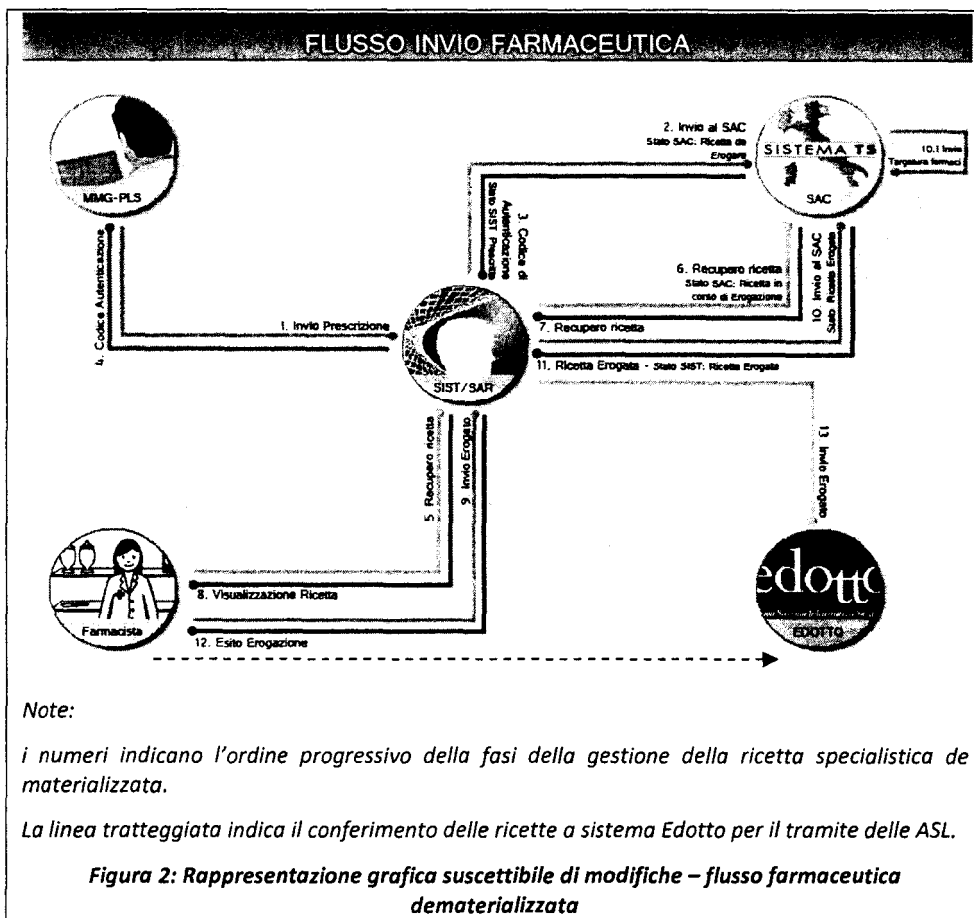 FLUSSO INVIO FARMACEUTICA
MMG-PLS
2. Invio al SAC
Stato SAC: Ricetta da
Erogare
SISTEMA TS
SAC
10.1 Invio
Targatura farmaci
3. Codice di
Autenticazione
Stato SIST: Prescritta
4. Codice Autenticazione
1. Invio Prescrizione
6. Recupero ricetta
Stato SAC: Ricetta in
corso di Erogazione
10. Invio al SAC
Stato: Ricetta Erogata
7. Recupero ricetta
SIST/SAR
11. Ricetta Erogata - Stato SIST: Ricetta Erogata
5. Recupero ricetta
9. Invio Erogato
13. Invio Erogato
Farmacista
8. Visualizzazione Ricetta
12. Esito Erogazione
edotto
EDOTTO
Note:
i numeri indicano l'ordine progressivo della fasi della gestione della ricetta specialistica de
materializzata.
La linea tratteggiata indica il conferimento delle ricette a sistema Edotto per il tramite delle ASL.
Figura 2: Rappresentazione grafica suscettibile di modifiche – flusso farmaceutica
dematerializzata